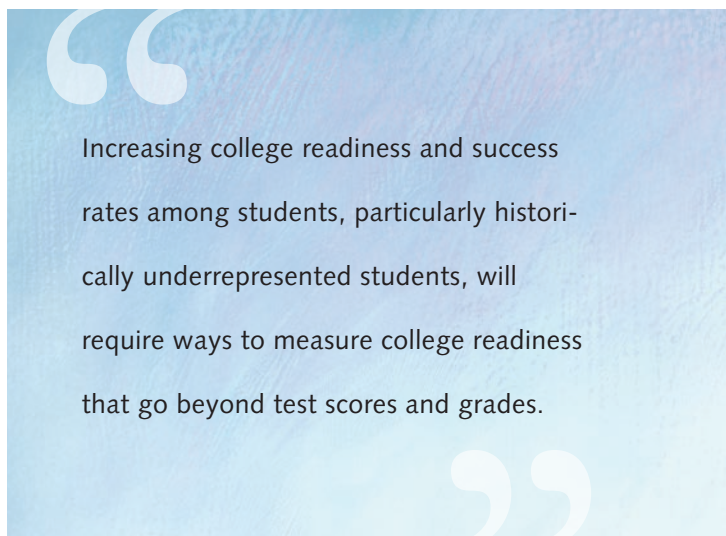 Increasing college readiness and success
rates among students, particularly histori-
cally underrepresented students, will
require ways to measure college readiness
that go beyond test scores and grades.